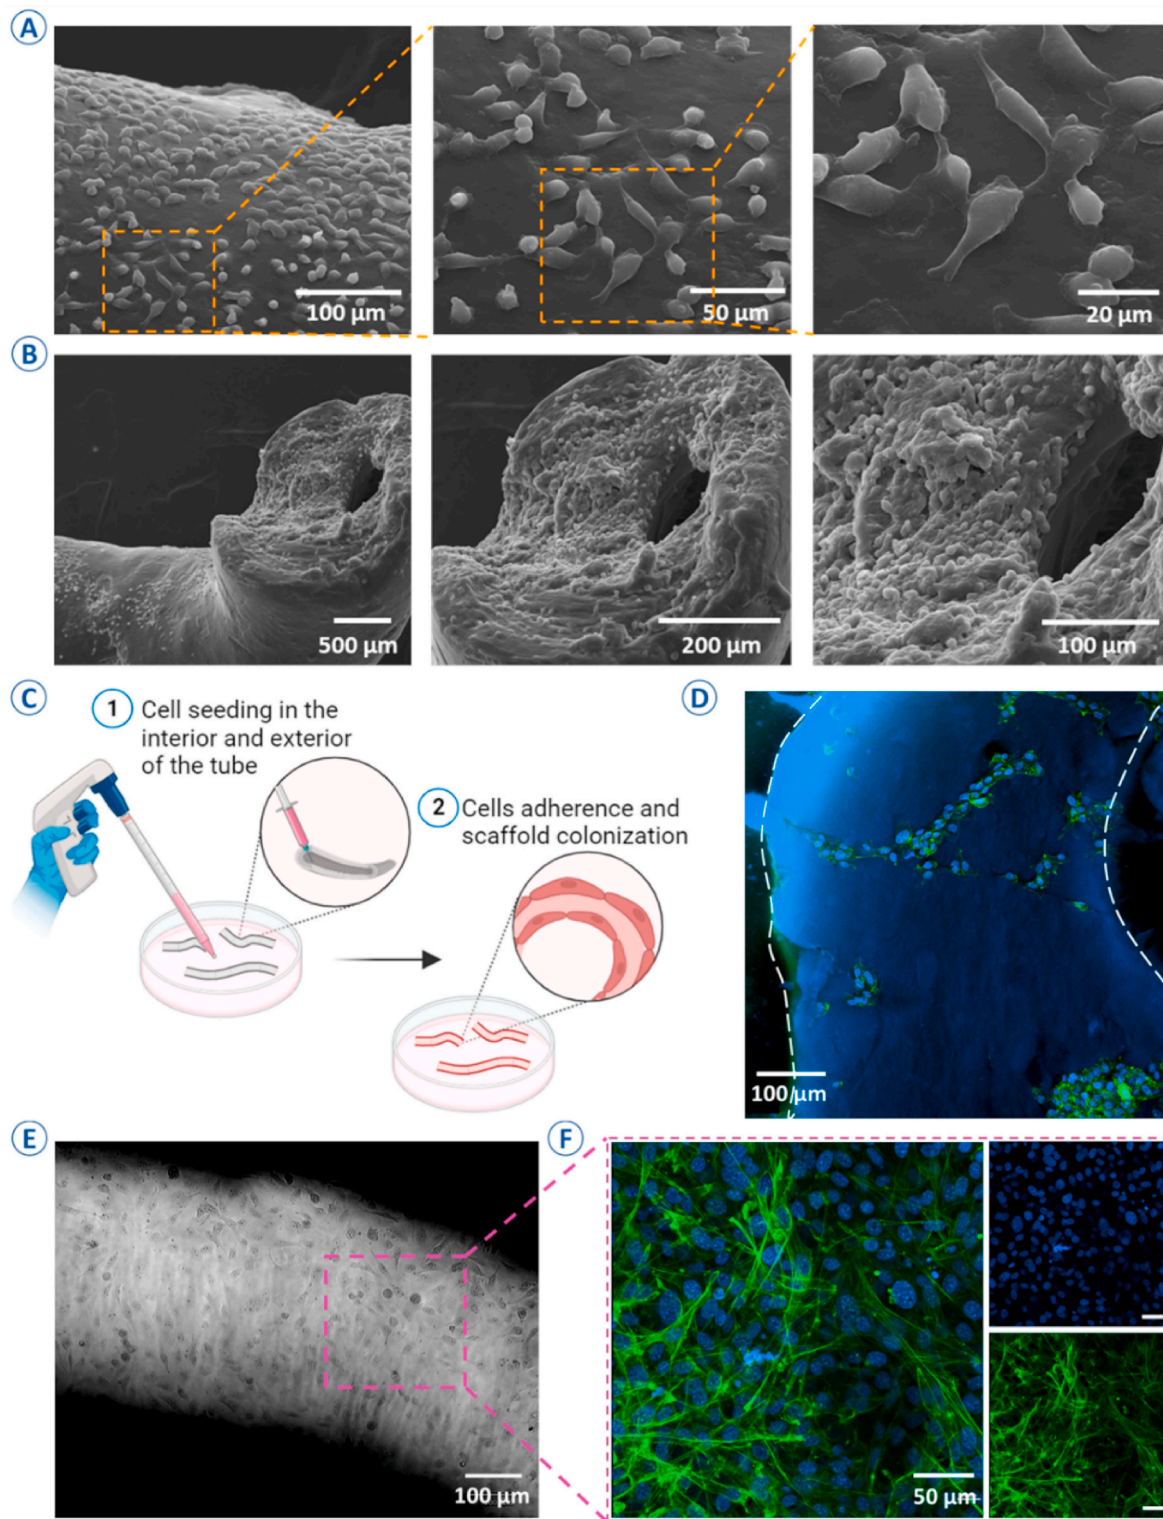 A
100 µm
50 µm
20 µm
B
500 µm
200 µm
100 µm
C
1 Cell seeding in the
interior and exterior
of the tube
2 Cells adherence and
scaffold colonization
D
100 µm
E
100 µm
F
50 µm